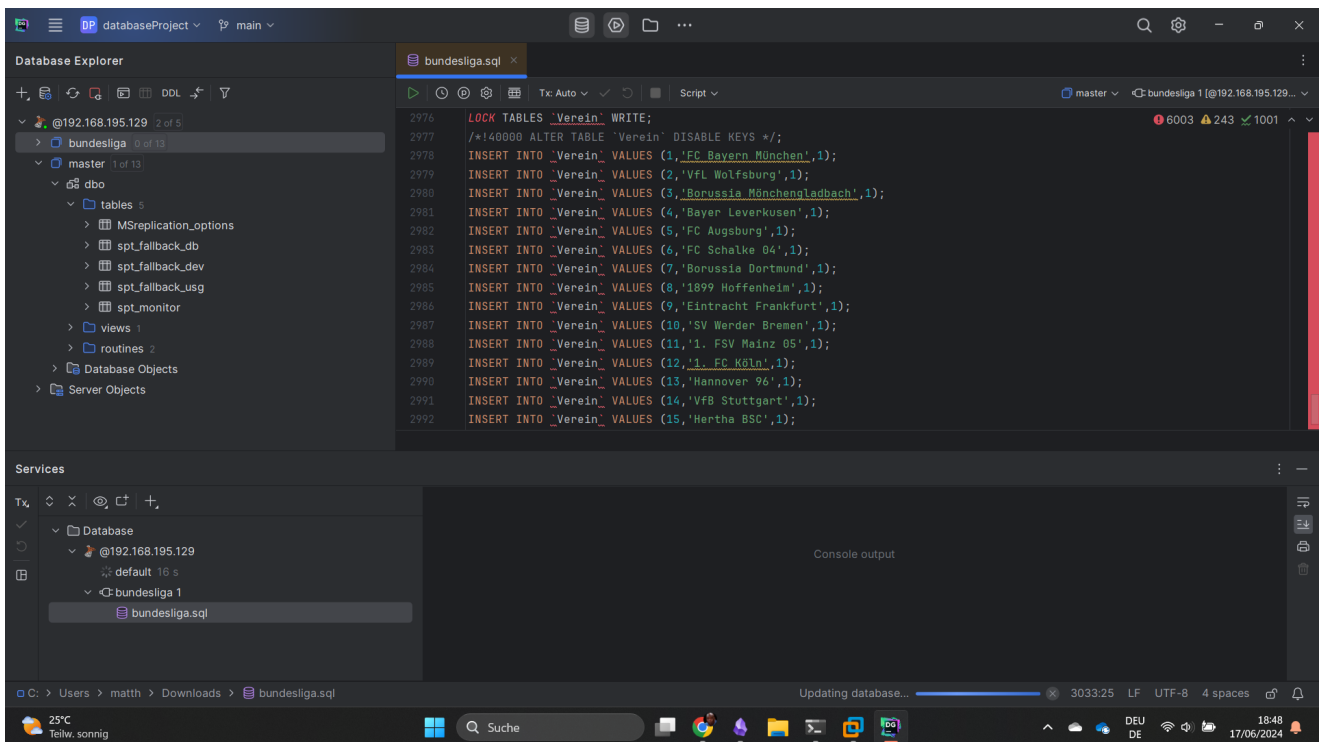 DG DP databaseProject main
Database Explorer
bundesliga.sql
DDL
Tx: Auto Script master bundesliga 1 [@192.168.195.129...
@192.168.195.129 2 of 5
bundesliga 0 of 13
master 1 of 13
dbo
tables 5
MSreplication_options
spt_fallback_db
spt_fallback_dev
spt_fallback_usg
spt_monitor
views 1
routines 2
Database Objects
Server Objects
6003 243 1001
2976 LOCK TABLES `Verein` WRITE;
2977 /*!40000 ALTER TABLE `Verein` DISABLE KEYS */;
2978 INSERT INTO `Verein` VALUES (1,'FC Bayern München',1);
2979 INSERT INTO `Verein` VALUES (2,'VfL Wolfsburg',1);
2980 INSERT INTO `Verein` VALUES (3,'Borussia Mönchengladbach',1);
2981 INSERT INTO `Verein` VALUES (4,'Bayer Leverkusen',1);
2982 INSERT INTO `Verein` VALUES (5,'FC Augsburg',1);
2983 INSERT INTO `Verein` VALUES (6,'FC Schalke 04',1);
2984 INSERT INTO `Verein` VALUES (7,'Borussia Dortmund',1);
2985 INSERT INTO `Verein` VALUES (8,'1899 Hoffenheim',1);
2986 INSERT INTO `Verein` VALUES (9,'Eintracht Frankfurt',1);
2987 INSERT INTO `Verein` VALUES (10,'SV Werder Bremen',1);
2988 INSERT INTO `Verein` VALUES (11,'1. FSV Mainz 05',1);
2989 INSERT INTO `Verein` VALUES (12,'1. FC Köln',1);
2990 INSERT INTO `Verein` VALUES (13,'Hannover 96',1);
2991 INSERT INTO `Verein` VALUES (14,'VfB Stuttgart',1);
2992 INSERT INTO `Verein` VALUES (15,'Hertha BSC',1);
Services
Tx
Database
@192.168.195.129
default 16 s
bundesliga 1
bundesliga.sql
Console output
C: > Users > matth > Downloads > bundesliga.sql
Updating database... 3033:25 LF UTF-8 4 spaces
25°C
Teilw. sonnig
Suche
DG
DEU
DE
18:48
17/06/2024